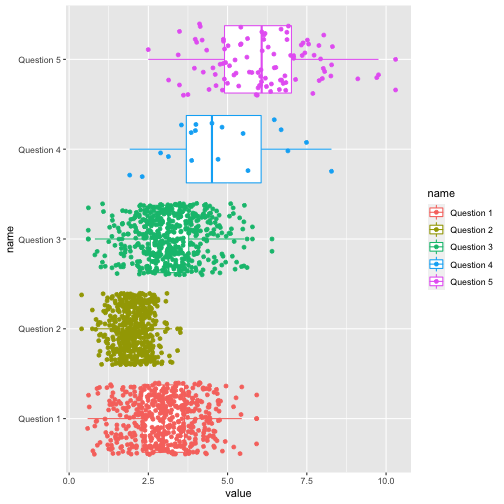 Question 5
Question 4
Question 3
Question 2
Question 1
name
0.0
2.5
5.0
7.5
10.0
value
name
Question 1
Question 2
Question 3
Question 4
Question 5